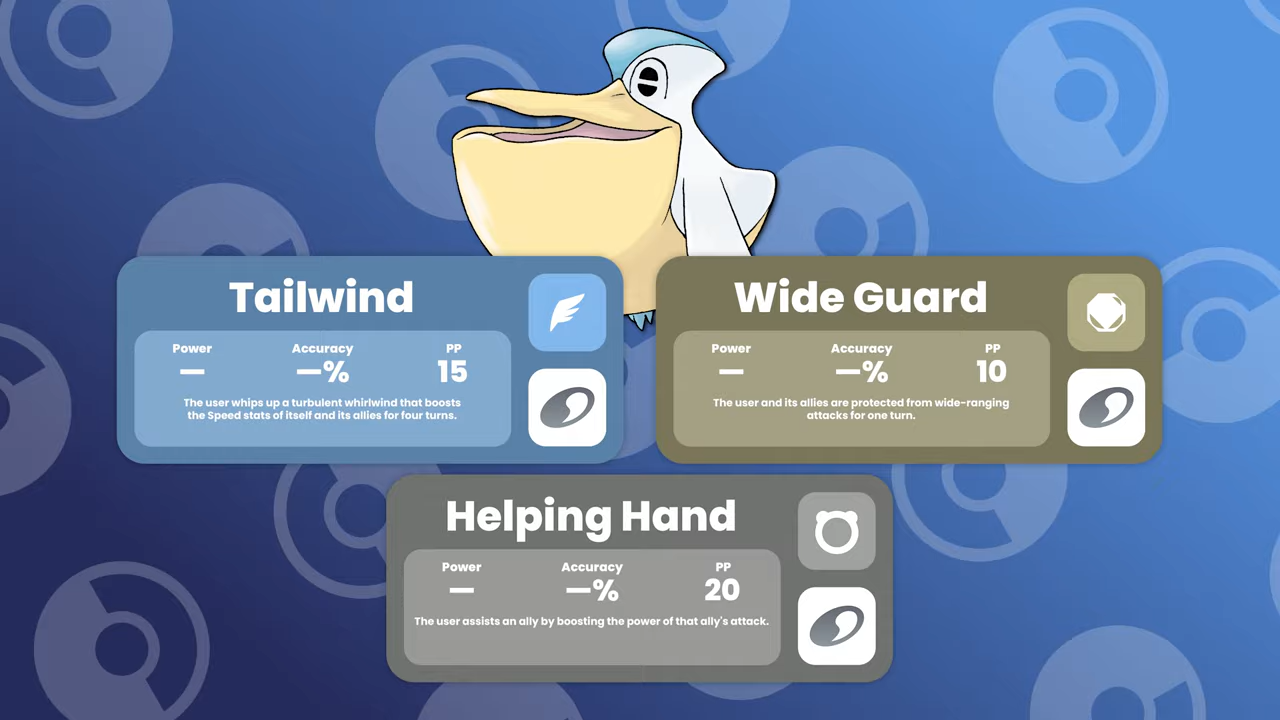 Tailwind
Power Accuracy PP
— —% 15
The user whips up a turbulent whirlwind that boosts
the Speed stats of itself and its allies for four turns.
Wide Guard
Power Accuracy PP
— —% 10
The user and its allies are protected from wide-ranging
attacks for one turn.
Helping Hand
Power Accuracy PP
— —% 20
The user assists an ally by boosting the power of that ally's attack.